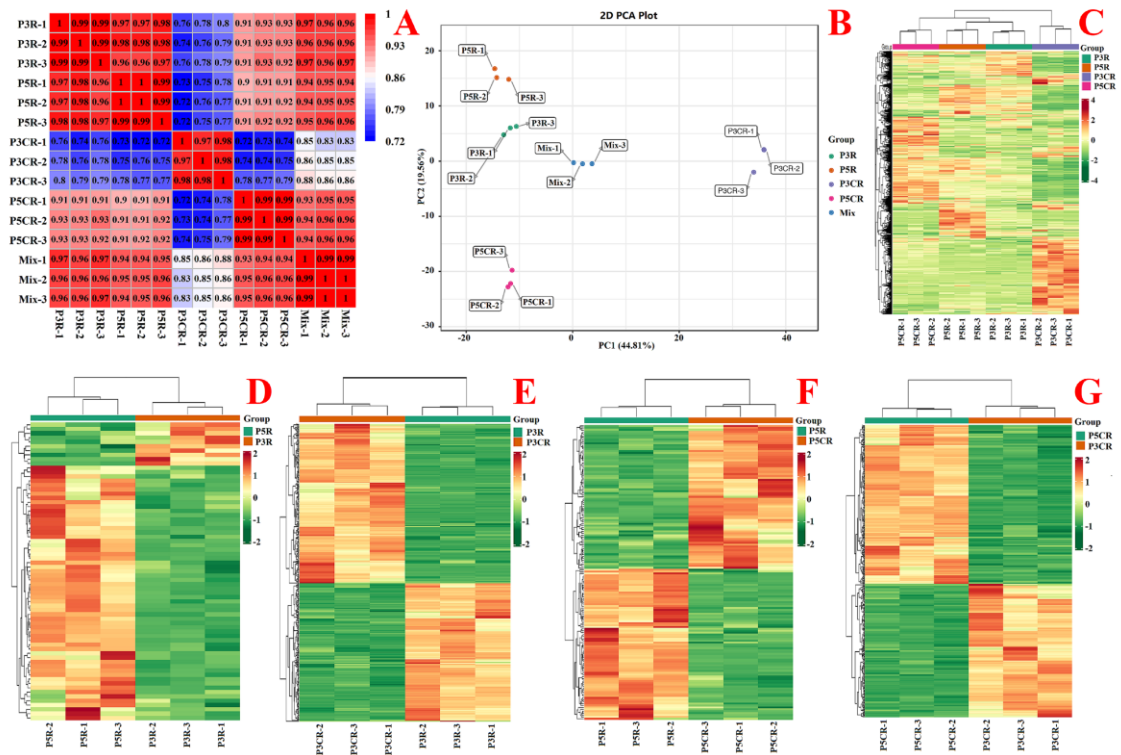 A
P3R-1 1 0.99 0.99 0.97 0.97 0.98 0.76 0.78 0.8 0.91 0.93 0.93 0.97 0.96 0.96
P3R-2 0.99 1 0.99 0.98 0.98 0.98 0.74 0.76 0.79 0.91 0.93 0.93 0.96 0.96 0.96
P3R-3 0.99 0.99 1 0.96 0.96 0.97 0.76 0.78 0.79 0.91 0.93 0.92 0.97 0.96 0.97
P5R-1 0.97 0.98 0.96 1 1 0.99 0.9 0.91 0.91 0.94 0.95 0.94
P5R-2 0.97 0.98 0.96 1 1 0.99 0.72 0.76 0.77 0.91 0.91 0.92 0.94 0.95 0.95
P5R-3 0.98 0.98 0.97 0.99 0.99 1 0.72 0.75 0.77 0.91 0.92 0.92 0.95 0.96 0.96
P3CR-1 0.76 0.74 0.76 1 0.97 0.98 0.85 0.83 0.83
P3CR-2 0.78 0.76 0.78 0.75 0.76 0.75 0.97 1 0.98 0.74 0.74 0.75 0.86 0.85 0.85
P3CR-3 0.8 0.79 0.79 0.78 0.77 0.77 0.98 0.98 1 0.78 0.77 0.79 0.88 0.86 0.86
P5CR-1 0.91 0.91 0.91 0.9 0.91 0.91 0.72 0.74 0.78 1 0.99 0.99 0.93 0.95 0.95
P5CR-2 0.93 0.93 0.93 0.91 0.91 0.92 0.73 0.74 0.77 0.99 1 0.99 0.94 0.96 0.96
P5CR-3 0.93 0.93 0.92 0.91 0.92 0.92 0.74 0.75 0.79 0.99 0.99 1 0.94 0.96 0.96
Mix-1 0.97 0.96 0.97 0.94 0.94 0.95 0.85 0.86 0.88 0.93 0.94 0.94 1 0.99 0.99
Mix-2 0.96 0.96 0.96 0.95 0.95 0.96 0.83 0.85 0.86 0.95 0.96 0.96 0.99 1 1
Mix-3 0.96 0.96 0.97 0.94 0.95 0.96 0.83 0.85 0.86 0.95 0.96 0.96 0.99 1 1
P3R-1 P3R-2 P3R-3 P5R-1 P5R-2 P5R-3 P3CR-1 P3CR-2 P3CR-3 P5CR-1 P5CR-2 P5CR-3 Mix-1 Mix-2 Mix-3
1
0.93
0.86
0.79
0.72
B
2D PCA Plot
PC2 (19.56%)
20
10
0
-10
-20
-30
P5R-1
P5R-2
P5R-3
P3R-3
P3R-1
P3R-2
Mix-1
Mix-3
Mix-2
P3CR-1
P3CR-2
P3CR-3
P5CR-3
P5CR-2
P5CR-1
-20 0 20 40
PC1 (44.81%)
Group
P3R
P5R
P3CR
P5CR
Mix
C
Group
Group
P3R
P5R
P3CR
P5CR
4
2
0
-2
-4
P5CR-1 P5CR-3 P5CR-2 P5R-2 P5R-1 P5R-3 P3R-2 P3R-3 P3R-1 P3CR-2 P3CR-3 P3CR-1
D
Group
P5R
P3R
2
1
0
-1
-2
P5R-2 P5R-1 P5R-3 P3R-2 P3R-3 P3R-1
E
Group
P3R
P3CR
2
1
0
-1
-2
P3CR-2 P3CR-3 P3CR-1 P3R-2 P3R-3 P3R-1
F
Group
P5R
P5CR
2
1
0
-1
-2
P5R-1 P5R-3 P5R-2 P5CR-3 P5CR-1 P5CR-2
G
Group
P5CR
P3CR
2
1
0
-1
-2
P5CR-1 P5CR-3 P5CR-2 P3CR-2 P3CR-3 P3CR-1